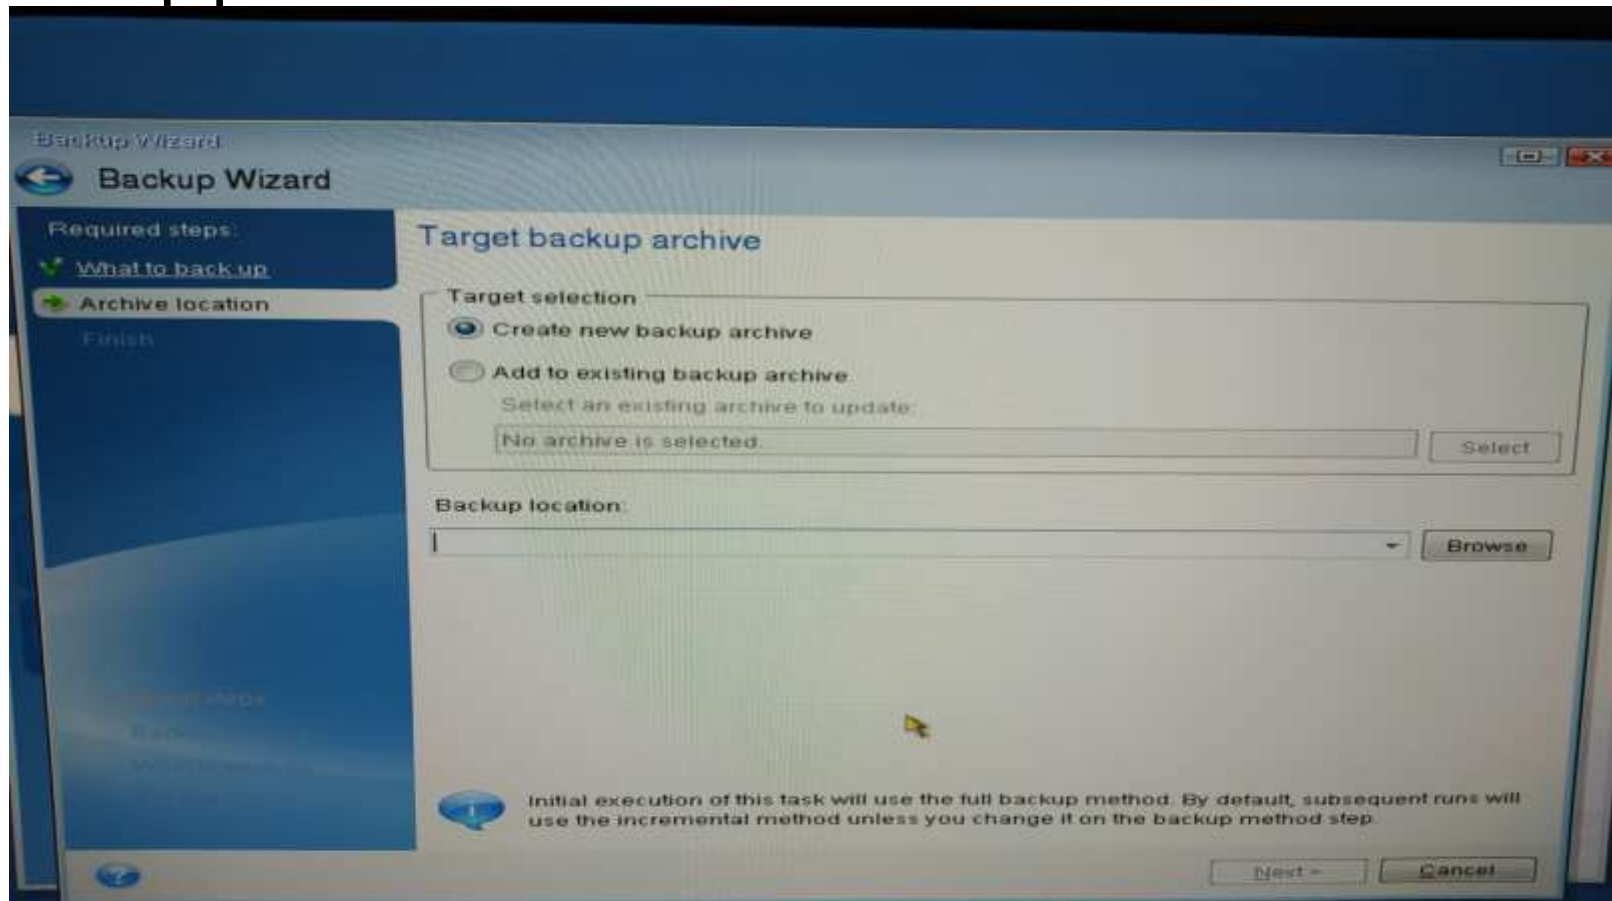 Backup Wizard
Backup Wizard
Required steps:
What to back up
Archive location
Finish
Target backup archive
Target selection
Create new backup archive
Add to existing backup archive
Select an existing archive to update:
No archive is selected.
Select
Backup location:
Browse
steps
Initial execution of this task will use the full backup method. By default, subsequent runs will
use the incremental method unless you change it on the backup method step.
Next >
Cancel